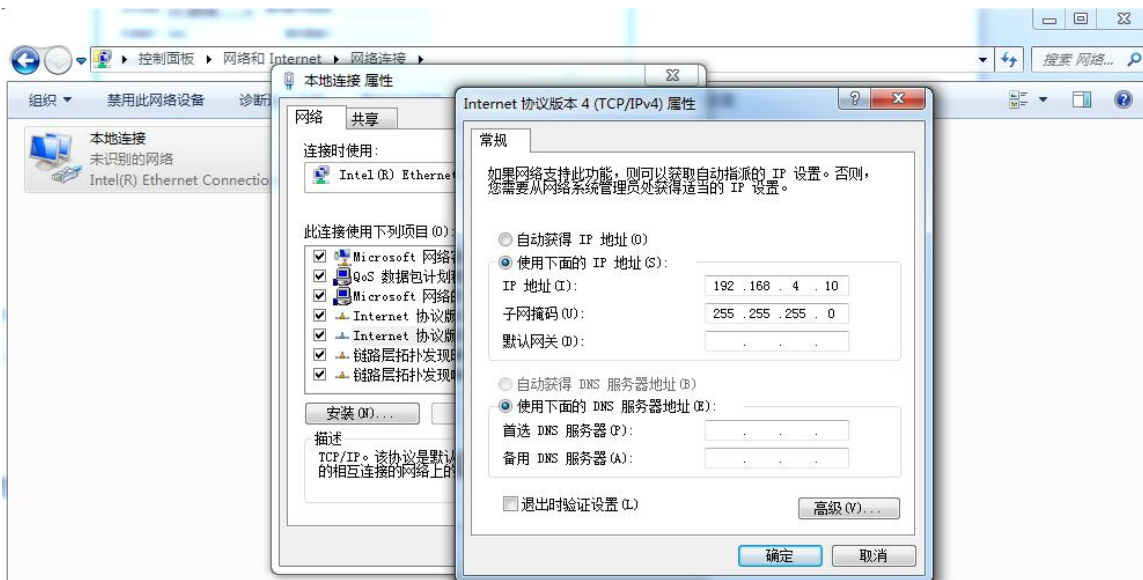 控制面板 ▶ 网络和 Internet ▶ 网络连接 ▶
搜索 网络...
组织 ▼ 禁用此网络设备
本地连接
未识别的网络
Intel(R) Ethernet Connectio
本地连接 属性
网络 共享
连接时使用:
Intel(R) Etherne
此连接使用下列项目(O):
Microsoft 网络
QoS 数据包计划
Microsoft 网络
Internet 协议版
Internet 协议版
链路层拓扑发现
链路层拓扑发现
安装(N)...
描述
TCP/IP。该协议是默认
的相互连接的网络上的
Internet 协议版本 4 (TCP/IPv4) 属性
常规
如果网络支持此功能，则可以获取自动指派的 IP 设置。否则，
您需要从网络系统管理员处获得适当的 IP 设置。
自动获得 IP 地址(O)
使用下面的 IP 地址(S):
IP 地址(I): 192 .168 . 4 . 10
子网掩码(U): 255 .255 .255 . 0
默认网关(D): . . .
自动获得 DNS 服务器地址(B)
使用下面的 DNS 服务器地址(E):
首选 DNS 服务器(P): . . .
备用 DNS 服务器(A): . . .
退出时验证设置(L)
高级(V)...
确定 取消